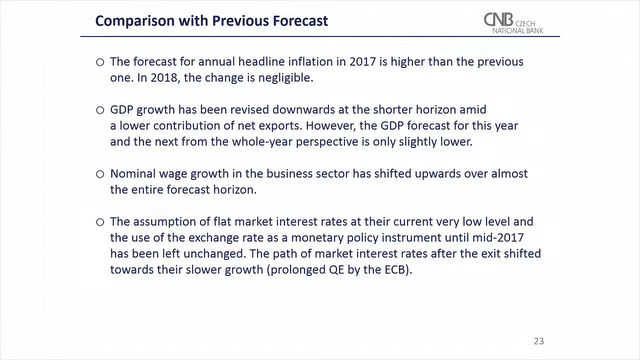 Comparison with Previous Forecast
CNB CZECH
NATIONAL BANK
○ The forecast for annual headline inflation in 2017 is higher than the previous
one. In 2018, the change is negligible.
○ GDP growth has been revised downwards at the shorter horizon amid
a lower contribution of net exports. However, the GDP forecast for this year
and the next from the whole-year perspective is only slightly lower.
○ Nominal wage growth in the business sector has shifted upwards over almost
the entire forecast horizon.
○ The assumption of flat market interest rates at their current very low level and
the use of the exchange rate as a monetary policy instrument until mid-2017
has been left unchanged. The path of market interest rates after the exit shifted
towards their slower growth (prolonged QE by the ECB).
23